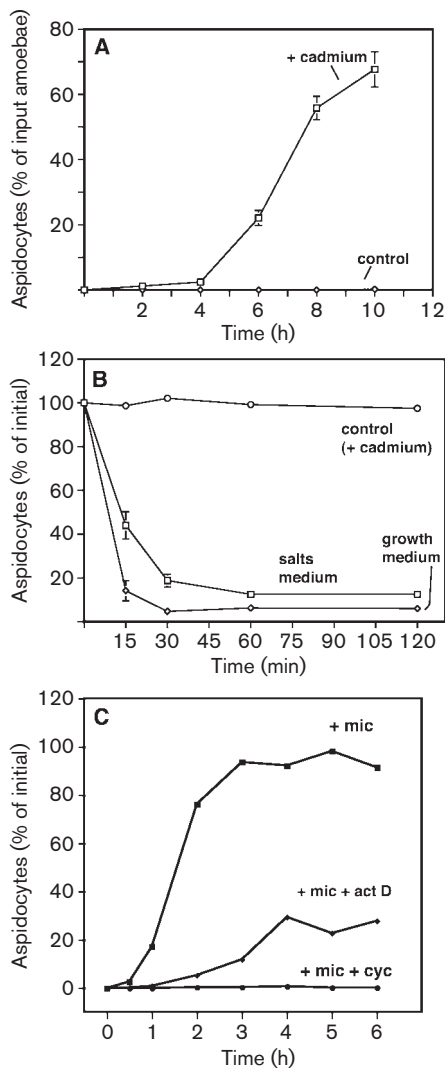 A
Aspidocytes (% of input amoebae)
80
60
40
20
+ cadmium
control
2 4 6 8 10 12
Time (h)
B
Aspidocytes (% of initial)
120
100
80
60
40
20
control
(+ cadmium)
salts
medium
growth
medium
15 30 45 60 75 90 105 120
Time (min)
C
Aspidocytes (% of initial)
120
100
80
60
40
20
0
+ mic
+ mic + act D
+ mic + cyc
0 1 2 3 4 5 6
Time (h)